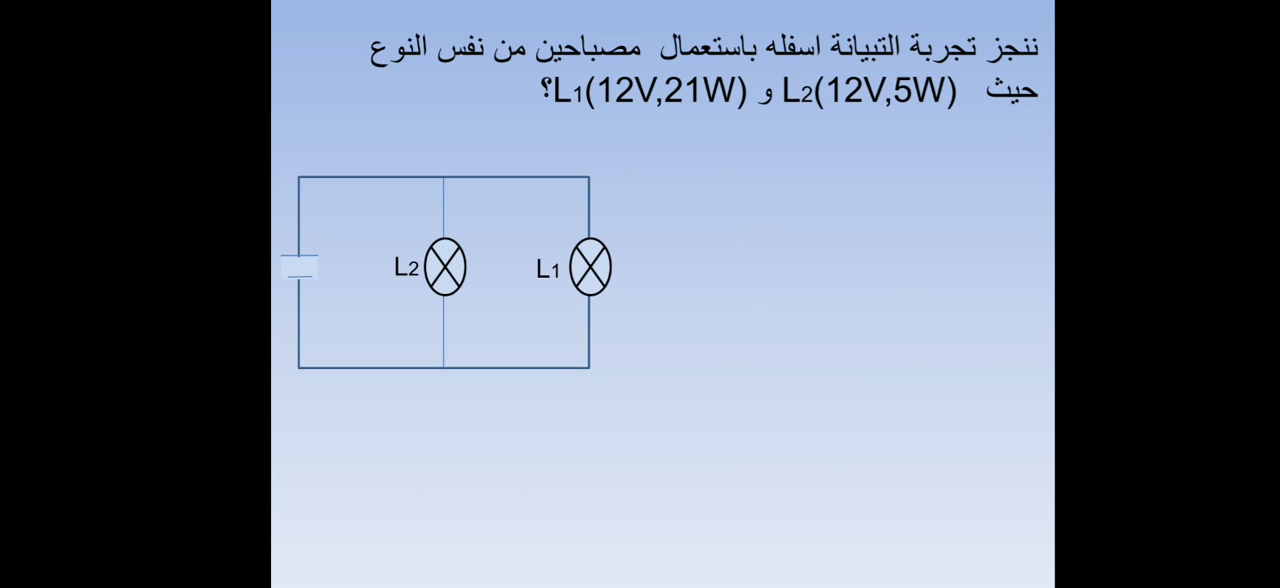 ننجز تجربة التبيانة اسفله باستعمال مصباحين من نفس النوع
حيث L2(12V,5W) و L1(12V,21W)؟
L2
L1